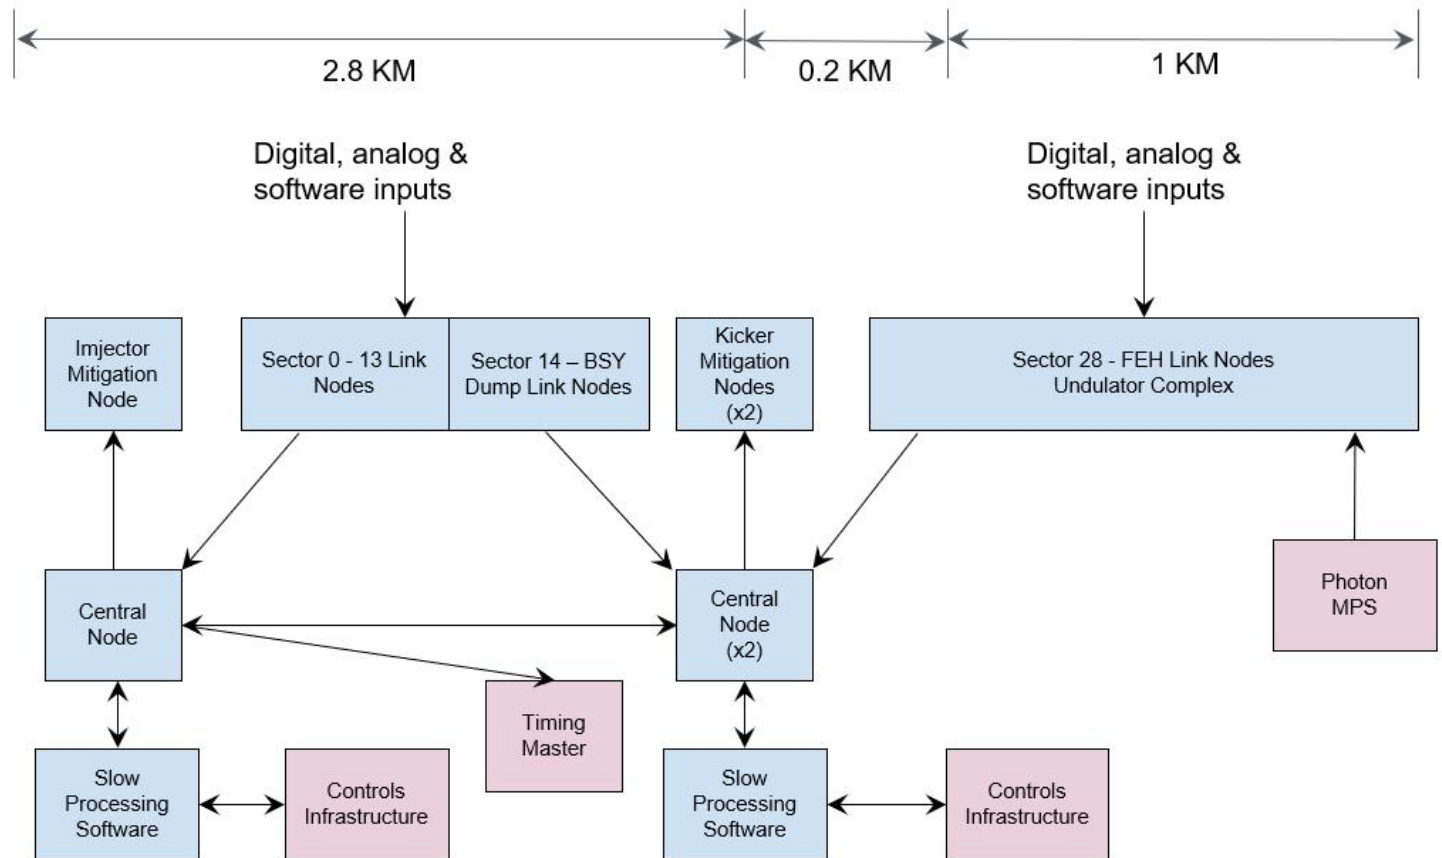 2.8 KM
0.2 KM
1 KM
Digital, analog &
software inputs
Digital, analog &
software inputs
Imjector
Mitigation
Node
Sector 0 - 13 Link
Nodes
Sector 14 – BSY
Dump Link Nodes
Kicker
Mitigation
Nodes
(x2)
Sector 28 - FEH Link Nodes
Undulator Complex
Central
Node
Central
Node
(x2)
Photon
MPS
Timing
Master
Slow
Processing
Software
Controls
Infrastructure
Slow
Processing
Software
Controls
Infrastructure